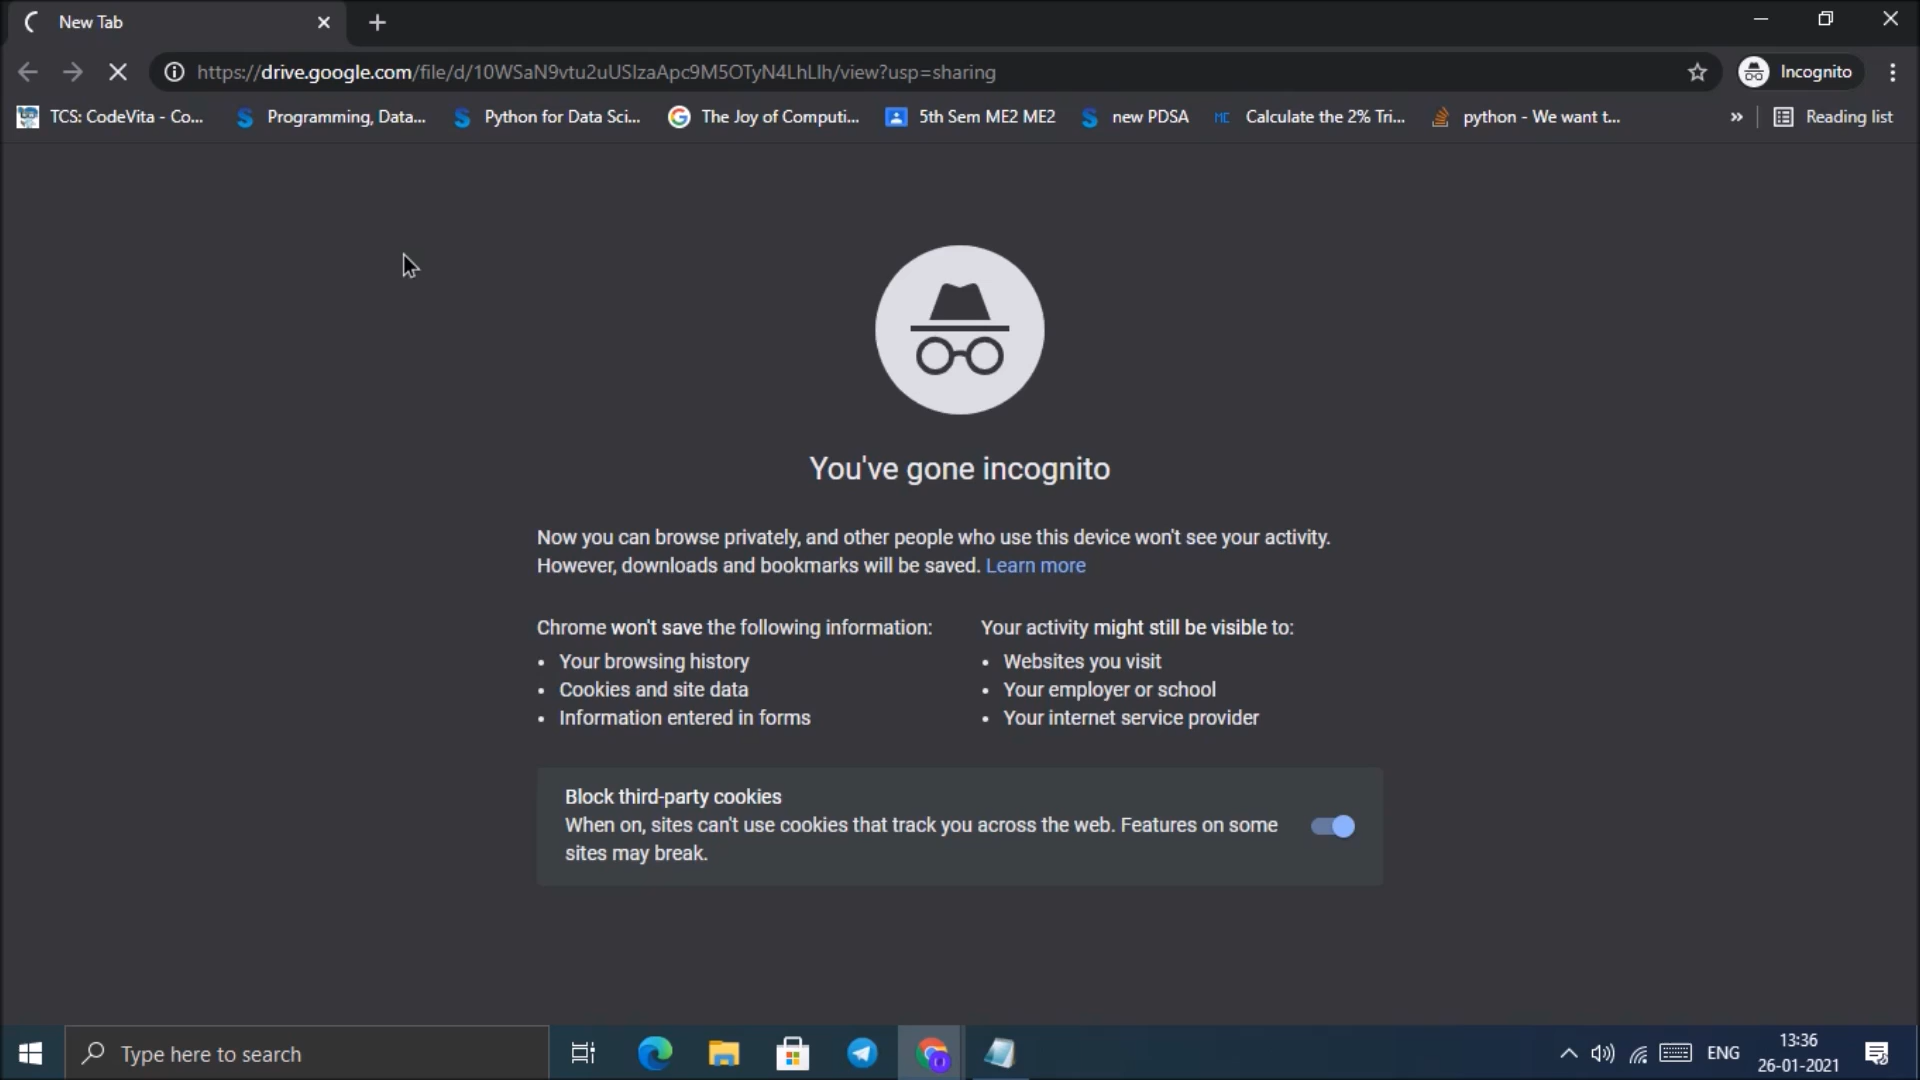 New Tab
https://drive.google.com/file/d/10WSaN9vtu2uUSIzaApc9M5OTyN4LhLlh/view?usp=sharing
Incognito
TCS: CodeVita - Co...
Programming, Data...
Python for Data Sci...
The Joy of Computi...
5th Sem ME2 ME2
new PDSA
Calculate the 2% Tri...
python - We want t...
»
Reading list
You've gone incognito
Now you can browse privately, and other people who use this device won't see your activity.
However, downloads and bookmarks will be saved. Learn more
Chrome won't save the following information:
• Your browsing history
• Cookies and site data
• Information entered in forms
Your activity might still be visible to:
• Websites you visit
• Your employer or school
• Your internet service provider
Block third-party cookies
When on, sites can't use cookies that track you across the web. Features on some
sites may break.
Type here to search
ENG
13:36
26-01-2021